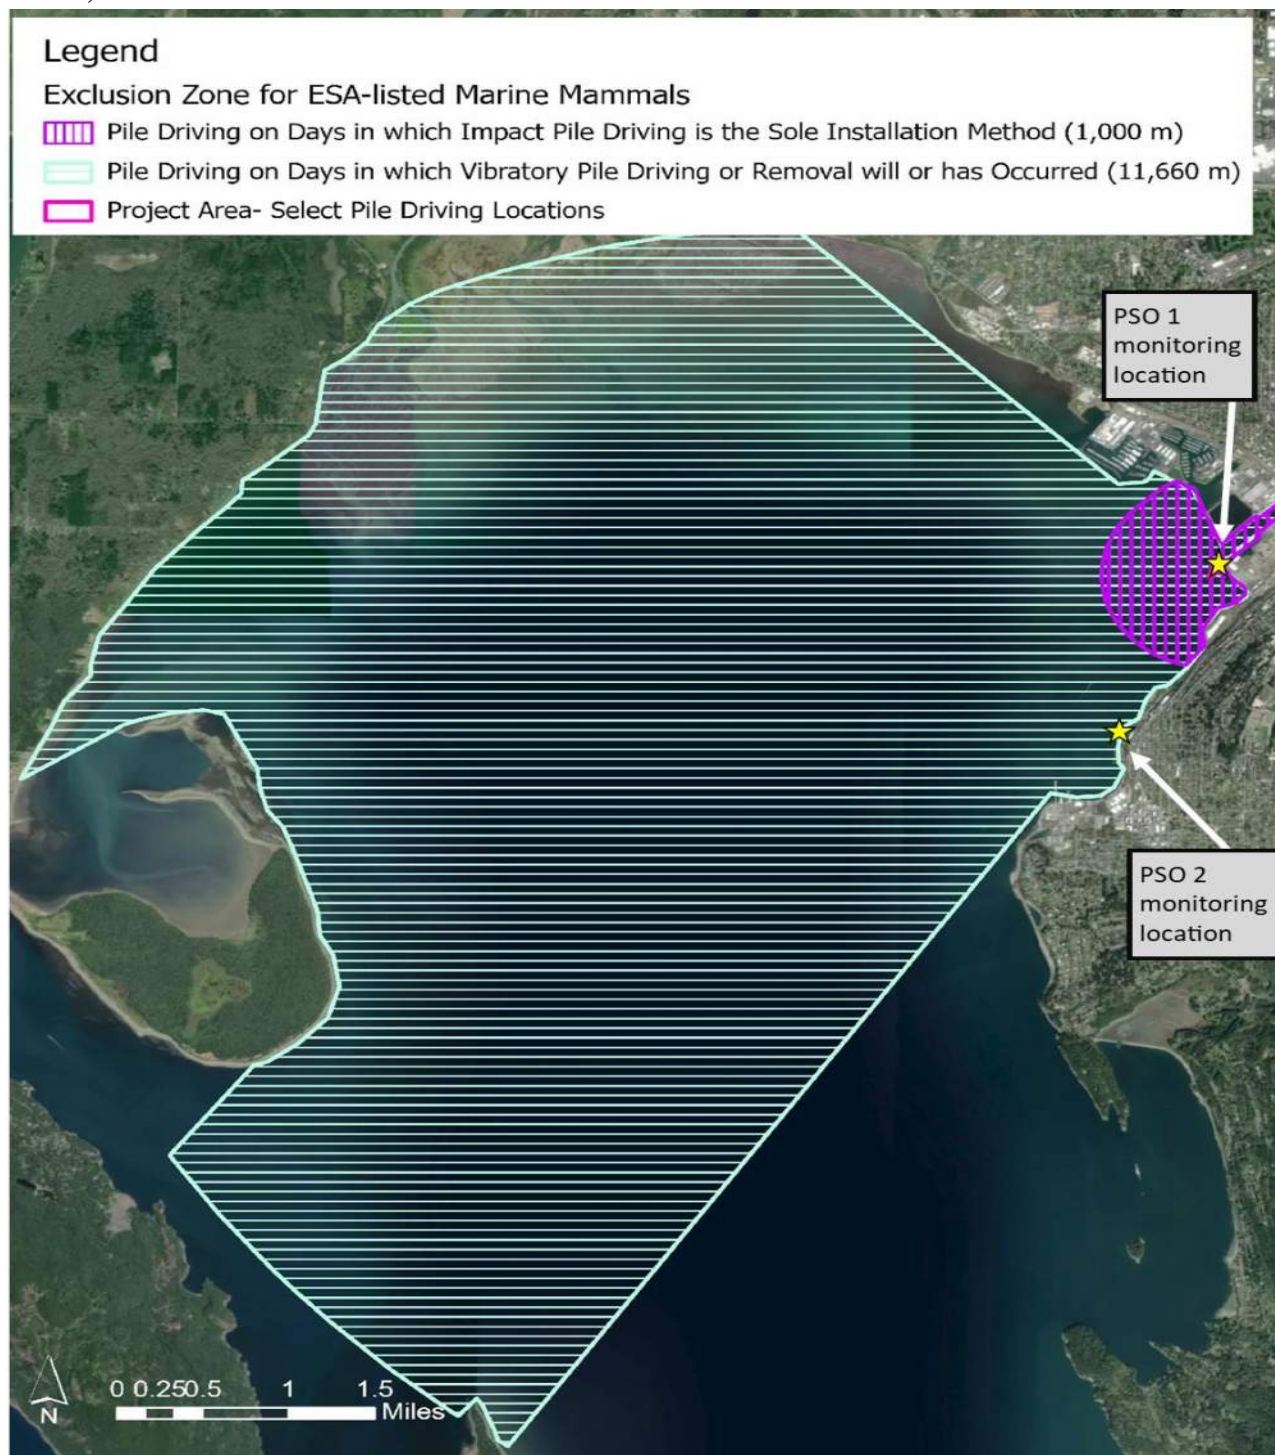 Legend
Exclusion Zone for ESA-listed Marine Mammals
Pile Driving on Days in which Impact Pile Driving is the Sole Installation Method (1,000 m)
Pile Driving on Days in which Vibratory Pile Driving or Removal will or has Occurred (11,660 m)
Project Area- Select Pile Driving Locations
PSO 1
monitoring
location
PSO 2
monitoring
location
0 0.250.5 1 1.5
Miles
N